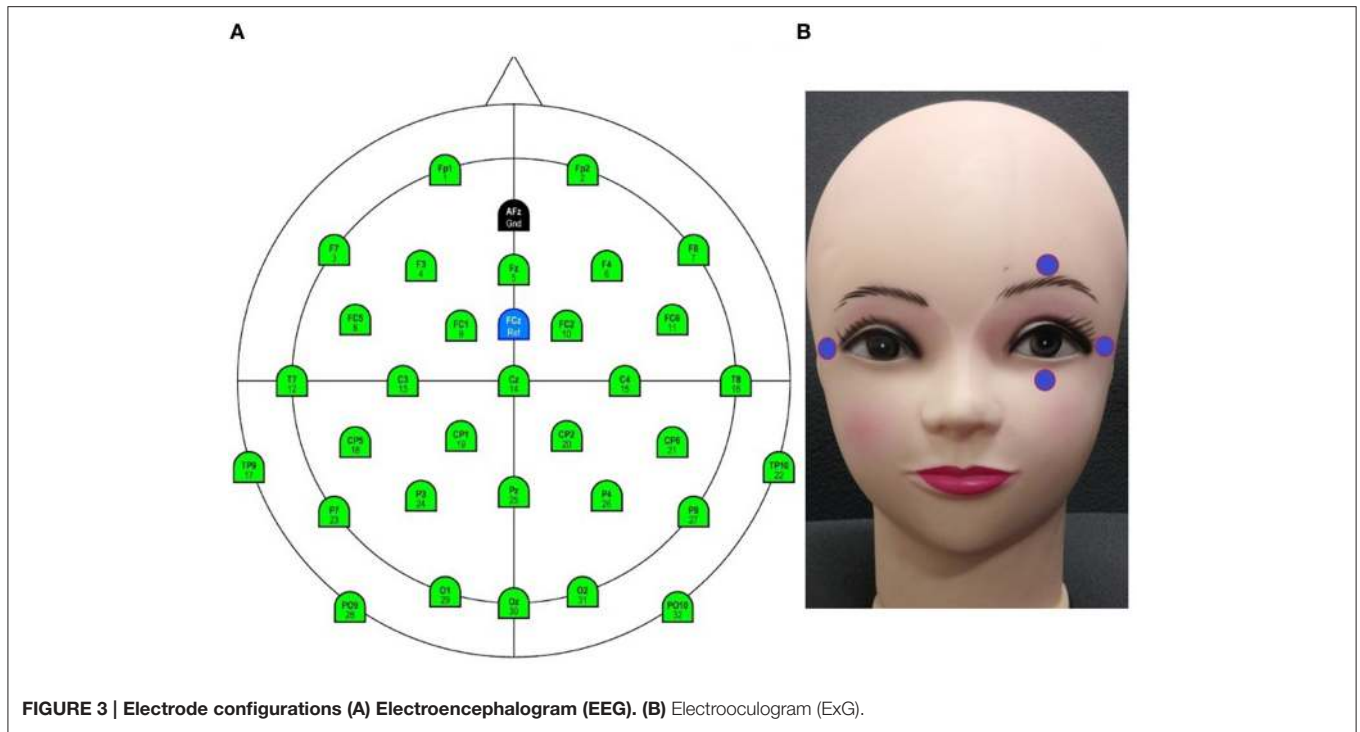 A
B
Fp1
1
Fp2
2
AFz
Gnd
F7
3
F3
4
Fz
5
F4
6
F8
7
FC5
8
FC1
9
FCz
Ref
FC2
10
FC6
11
T7
12
C3
13
Cz
14
C4
15
T8
16
CP5
18
CP1
19
CP2
20
CP6
21
TP9
17
TP10
22
P7
23
P3
24
Pz
25
P4
26
P8
27
PO9
28
O1
29
Oz
30
O2
31
PO10
32
FIGURE 3 | Electrode configurations (A) Electroencephalogram (EEG). (B) Electrooculogram (ExG).